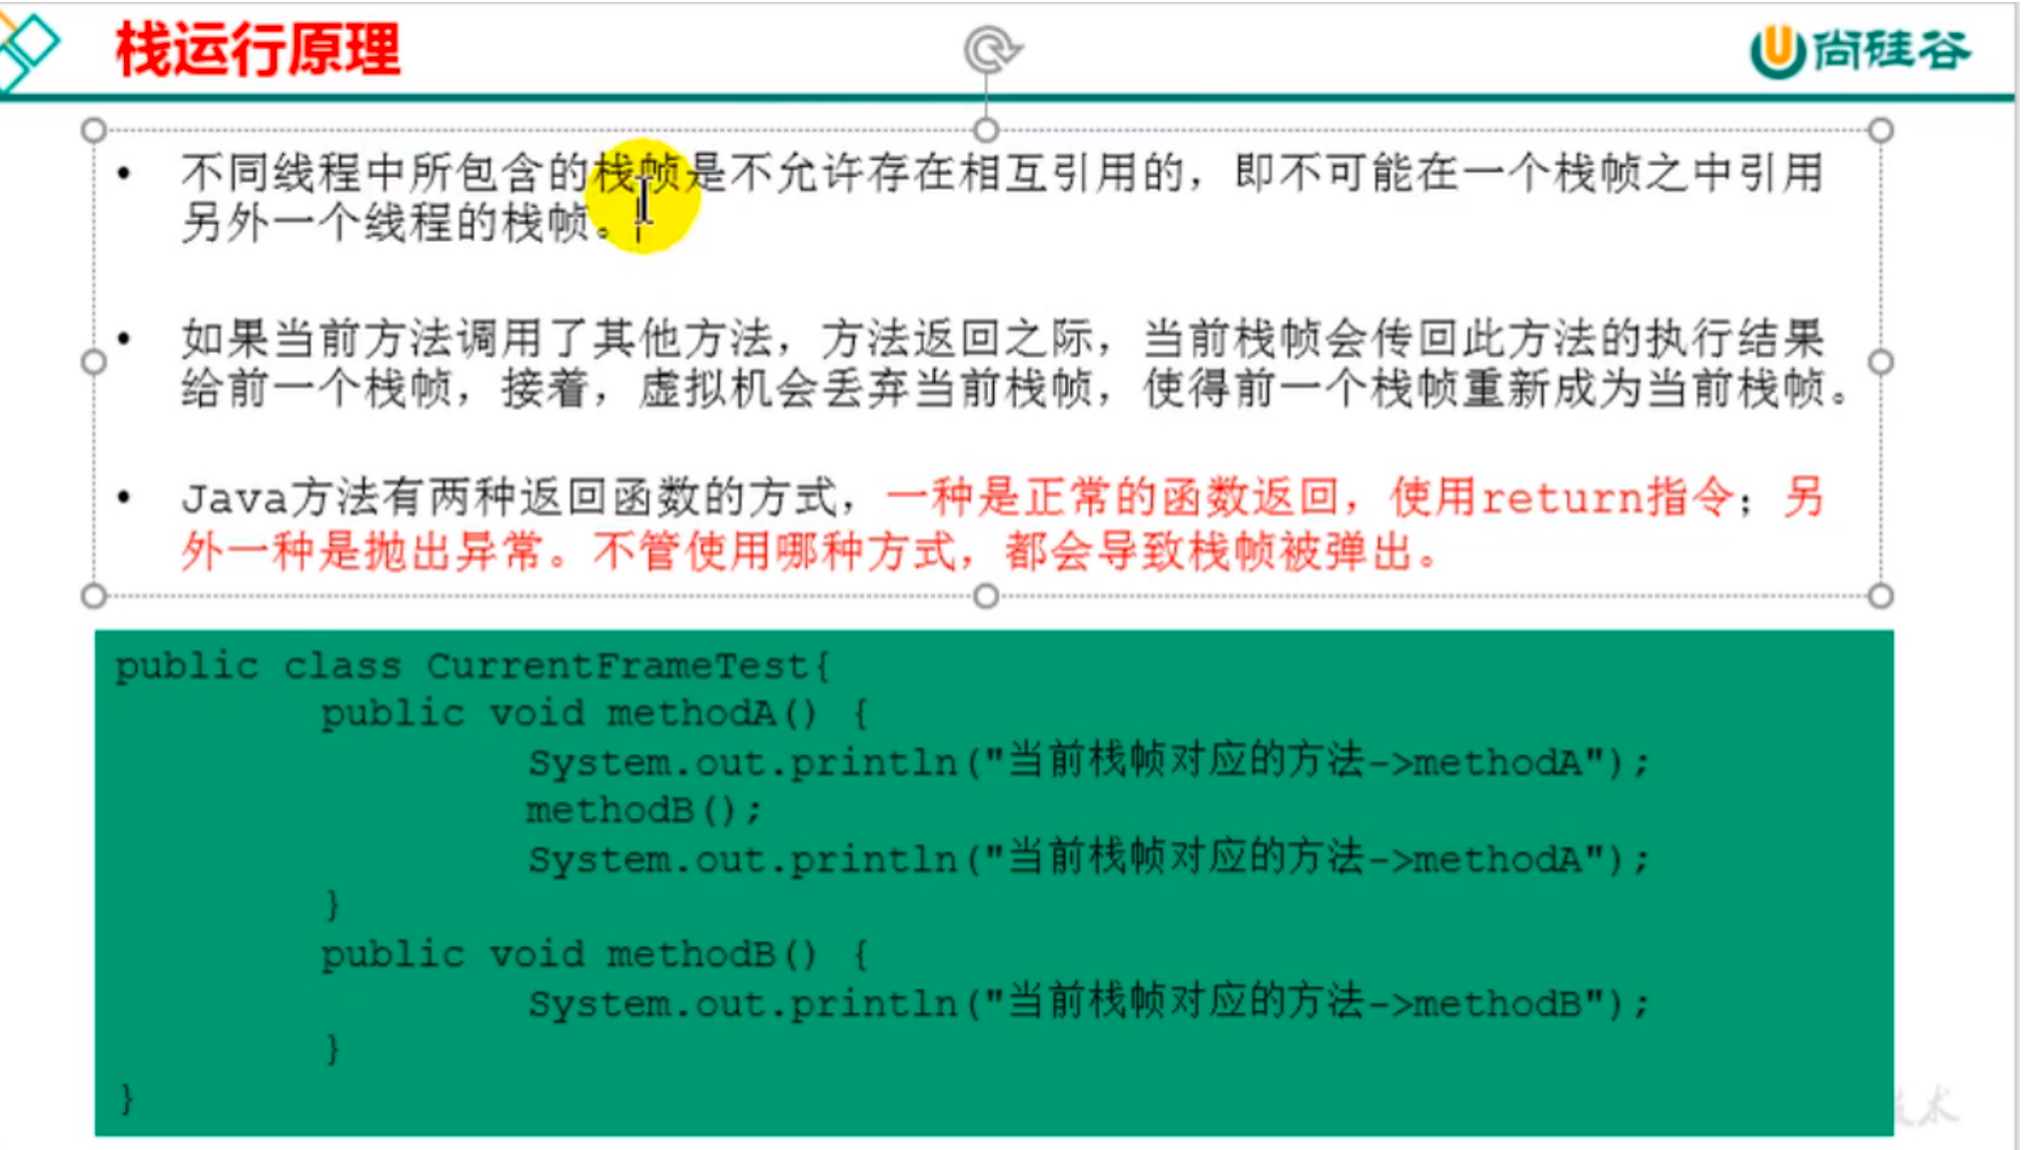 栈运行原理
尚硅谷
• 不同线程中所包含的栈帧是不允许存在相互引用的，即不可能在一个栈帧之中引用
另外一个线程的栈帧。
• 如果当前方法调用了其他方法，方法返回之际，当前栈帧会传回此方法的执行结果
给前一个栈帧，接着，虚拟机会丢弃当前栈帧，使得前一个栈帧重新成为当前栈帧。
• Java方法有两种返回函数的方式，一种是正常的函数返回，使用return指令；另
外一种是抛出异常。不管使用哪种方式，都会导致栈帧被弹出。
public class CurrentFrameTest{
public void methodA() {
System.out.println("当前栈帧对应的方法->methodA");
methodB();
System.out.println("当前栈帧对应的方法->methodA");
}
public void methodB() {
System.out.println("当前栈帧对应的方法->methodB");
}
}
术